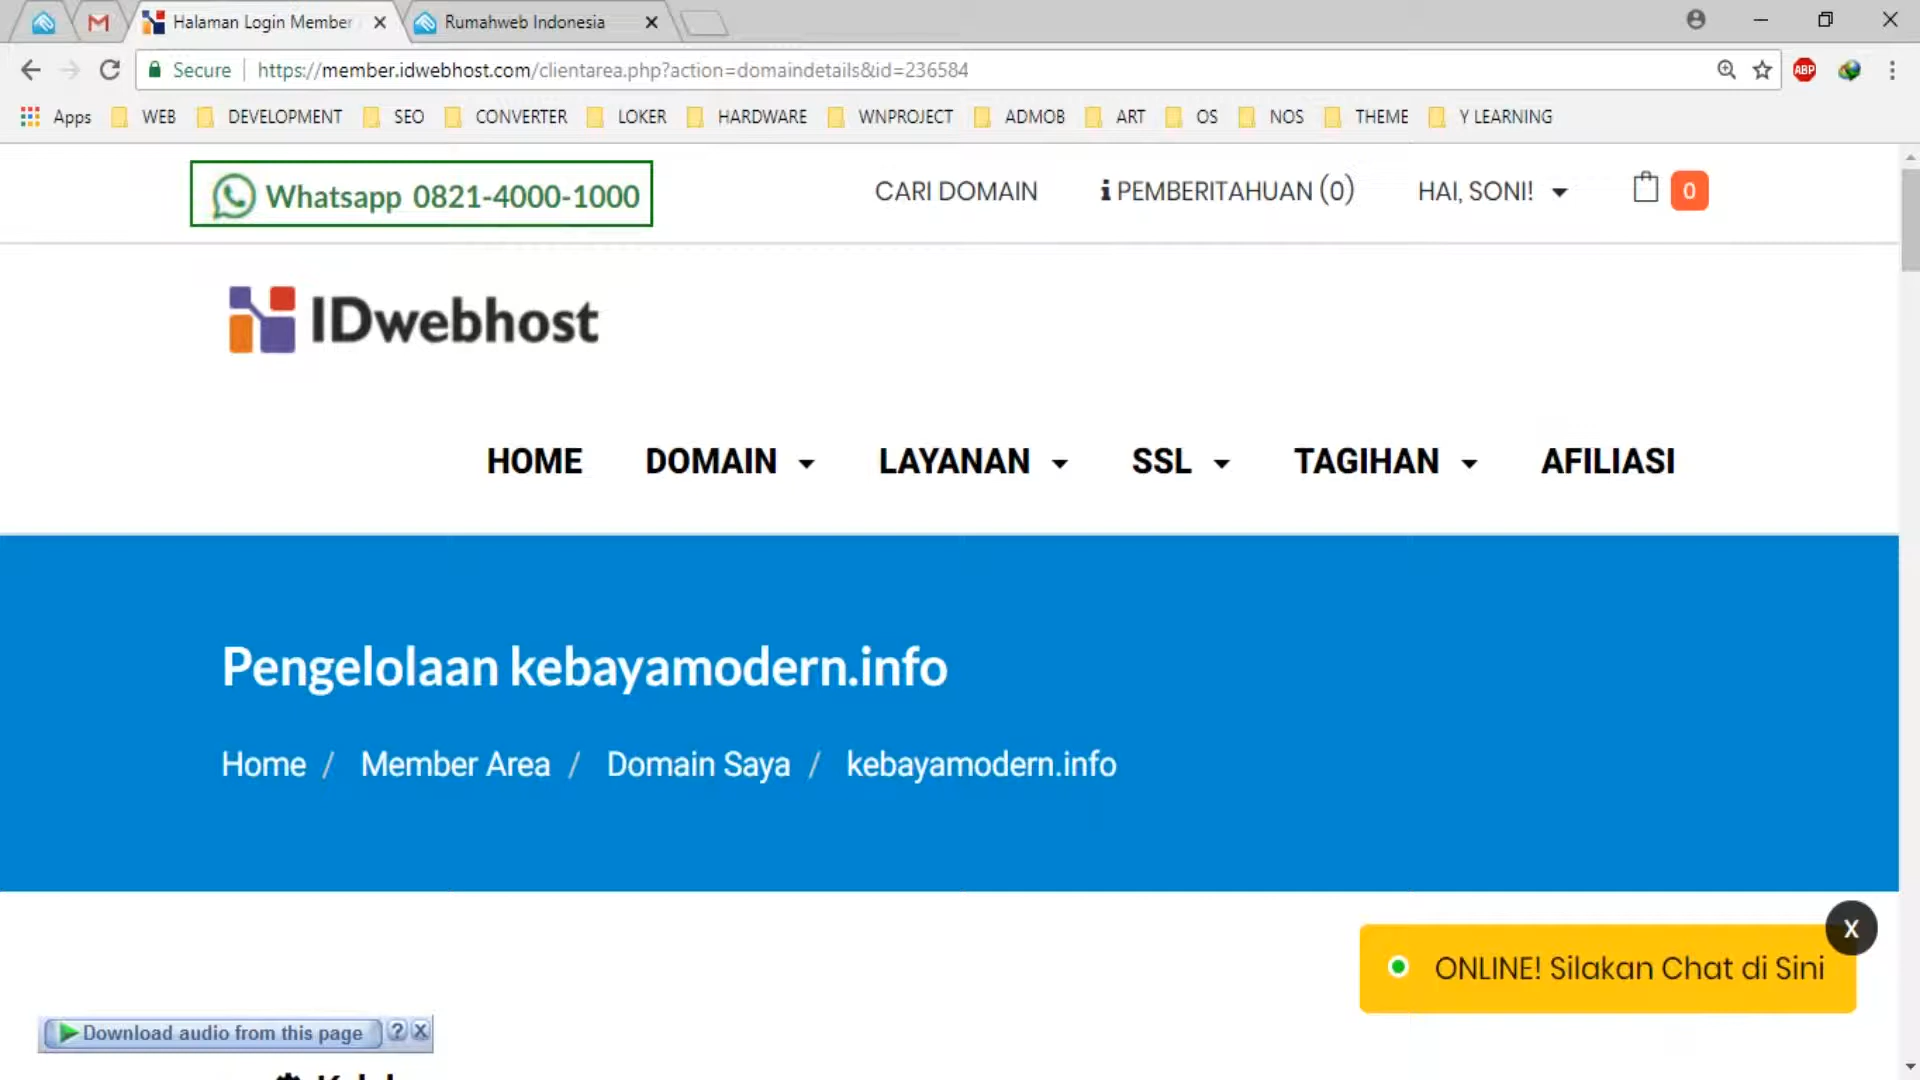 Halaman Login Member
Rumahweb Indonesia
Secure
https://member.idwebhost.com/clientarea.php?action=domaindetails&id=236584
ABP
Apps WEB DEVELOPMENT SEO CONVERTER LOKER HARDWARE WNPROJECT ADMOB ART OS NOS THEME Y LEARNING
Whatsapp 0821-4000-1000
CARI DOMAIN
PEMBERITAHUAN (0)
HAI, SONI!
0
IDwebhost
HOME DOMAIN LAYANAN SSL TAGIHAN AFILIASI
Pengelolaan kebayamodern.info
Home / Member Area / Domain Saya / kebayamodern.info
X
ONLINE! Silakan Chat di Sini
Download audio from this page ? X